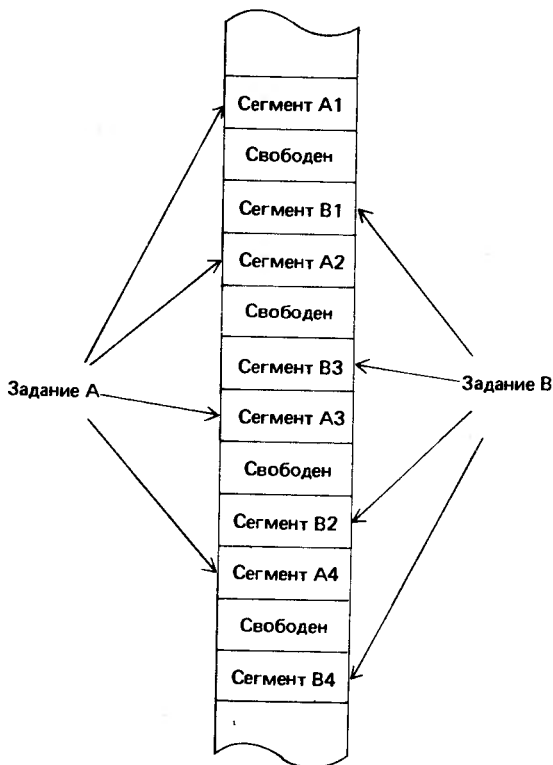 Сегмент A1
Свободен
Сегмент B1
Сегмент A2
Свободен
Сегмент B3
Задание A
Задание B
Сегмент A3
Свободен
Сегмент B2
Сегмент A4
Свободен
Сегмент B4